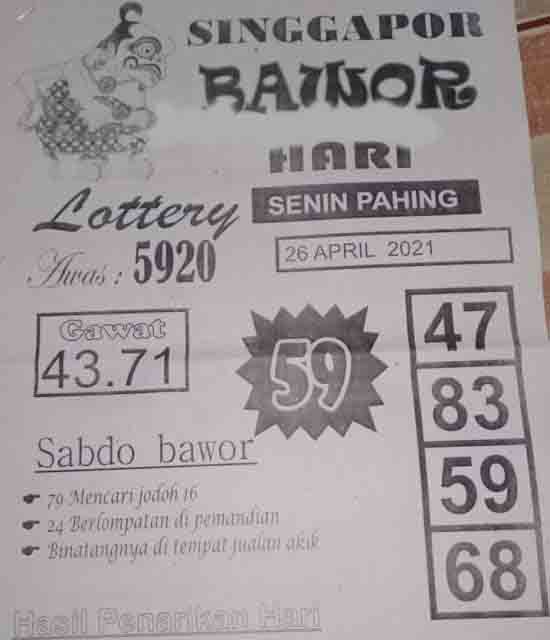 SINGGAPOR
BAWOR
HARI
Lottery
SENIN PAHING
Awas : 5920
26 APRIL 2021
Gawat
43.71
59
47
83
59
68
Sabdo bawor
79 Mencari jodoh 16
24 Berlompatan di pemandian
Binatangnya di tempat jualan akik
Hasil Penarikan Hari